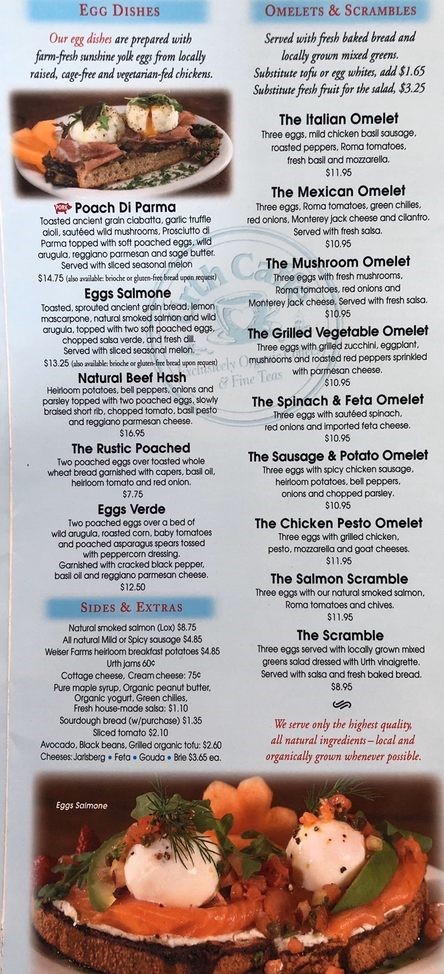 EGG DISHES
Our egg dishes are prepared with
farm-fresh sunshine yolk eggs from locally
raised, cage-free and vegetarian-fed chickens.
PORK Poach Di Parma
Toasted ancient grain ciabatta, garlic truffle
aioli, sautéed wild mushrooms, Prosciutto di
Parma topped with soft poached eggs, wild
arugula, reggiano parmesan and sage butter.
Served with sliced seasonal melon
$14.75 (also available: brioche or gluten-free bread upon request)
Eggs Salmone
Toasted, sprouted ancient grain bread, lemon
mascarpone, natural smoked salmon and wild
arugula, topped with two soft poached eggs,
chopped salsa verde, and fresh dill.
Served with sliced seasonal melon.
$13.25 (also available: brioche or gluten-free bread upon request)
Natural Beef Hash
Heirloom potatoes, bell peppers, onions and
parsley topped with two poached eggs, slowly
braised short rib, chopped tomato, basil pesto
and reggiano parmesan cheese.
$16.95
The Rustic Poached
Two poached eggs over toasted whole
wheat bread garnished with capers, basil oil,
heirloom tomato and red onion.
$7.75
Eggs Verde
Two poached eggs over a bed of
wild arugula, roasted corn, baby tomatoes
and poached asparagus spears tossed
with peppercorn dressing.
Garnished with cracked black pepper,
basil oil and reggiano parmesan cheese.
$12.50
SIDES & EXTRAS
Natural smoked salmon (Lox) $8.75
All natural Mild or Spicy sausage $4.85
Weiser Farms heirloom breakfast potatoes $4.85
Urth jams 60¢
Cottage cheese, Cream cheese: 75¢
Pure maple syrup, Organic peanut butter,
Organic yogurt, Green chilies,
Fresh house-made salsa: $1.10
Sourdough bread (w/purchase) $1.35
Sliced tomato $2.10
Avocado, Black beans, Grilled organic tofu: $2.60
Cheeses: Jarlsberg • Feta • Gouda • Brie $3.65 ea.
Eggs Salmone
OMELETS & SCRAMBLES
Served with fresh baked bread and
locally grown mixed greens.
Substitute tofu or egg whites, add $1.65
Substitute fresh fruit for the salad, $3.25
The Italian Omelet
Three eggs, mild chicken basil sausage,
roasted peppers, Roma tomatoes,
fresh basil and mozzarella.
$11.95
The Mexican Omelet
Three eggs, Roma tomatoes, green chilies,
red onions, Monterey jack cheese and cilantro.
Served with fresh salsa.
$10.95
The Mushroom Omelet
Three eggs with fresh mushrooms,
Roma tomatoes, red onions and
Monterey jack cheese. Served with fresh salsa.
$10.95
The Grilled Vegetable Omelet
Three eggs with grilled zucchini, eggplant,
mushrooms and roasted red peppers sprinkled
with parmesan cheese.
$10.95
The Spinach & Feta Omelet
Three eggs with sautéed spinach,
red onions and imported feta cheese.
$10.95
The Sausage & Potato Omelet
Three eggs with spicy chicken sausage,
heirloom potatoes, bell peppers,
onions and chopped parsley.
$10.95
The Chicken Pesto Omelet
Three eggs with grilled chicken,
pesto, mozzarella and goat cheeses.
$11.95
The Salmon Scramble
Three eggs with our natural smoked salmon,
Roma tomatoes and chives.
$11.95
The Scramble
Three eggs served with locally grown mixed
greens salad dressed with Urth vinaigrette.
Served with salsa and fresh baked bread.
$8.95
We serve only the highest quality,
all natural ingredients – local and
organically grown whenever possible.
& Fine Teas